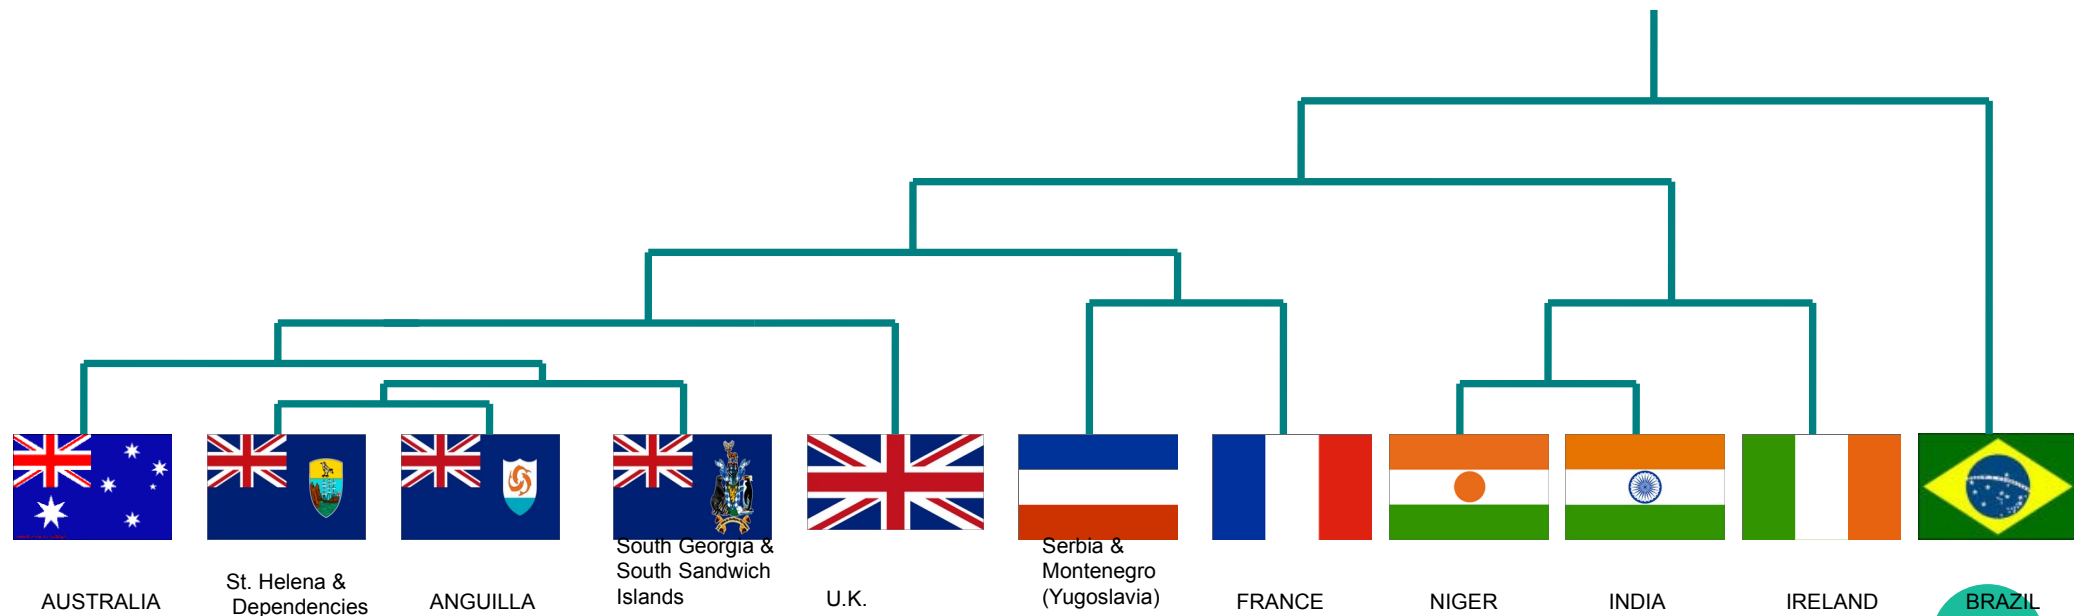 AUSTRALIA
St. Helena &
Dependencies
ANGUILLA
South Georgia &
South Sandwich
Islands
U.K.
Serbia &
Montenegro
(Yugoslavia)
FRANCE
NIGER
INDIA
IRELAND
BRAZIL